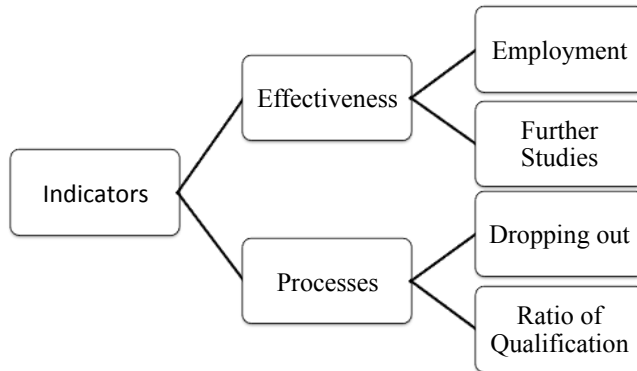 Indicators
Effectiveness
Employment
Further
Studies
Processes
Dropping out
Ratio of
Qualification